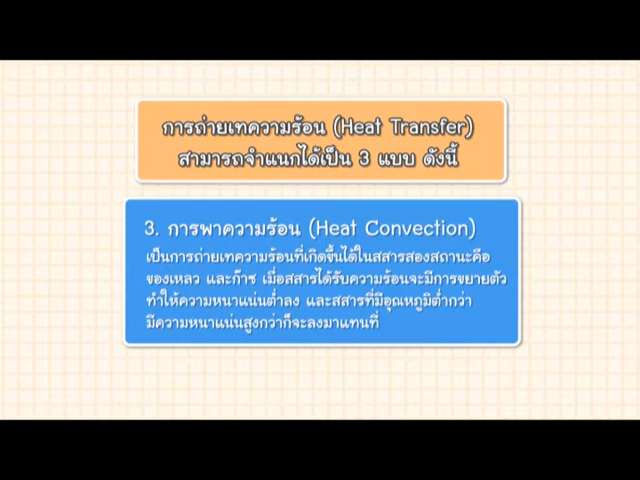 การถ่ายเทความร้อน (Heat Transfer)
สามารถจำแนกได้เป็น 3 แบบ ดังนี้
3. การพาความร้อน (Heat Convection)
เป็นการถ่ายเทความร้อนที่เกิดขึ้นได้ในสสารสองสถานะคือ
ของเหลว และก๊าซ เมื่อสสารได้รับความร้อนจะมีการขยายตัว
ทำให้ความหนาแน่นต่ำลง และสสารที่มีอุณหภูมิต่ำกว่า
มีความหนาแน่นสูงกว่าก็จะลงมาแทนที่